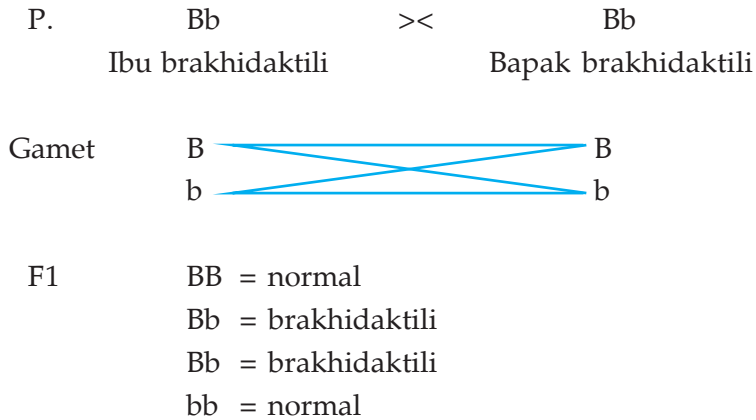 P. Bb >< Bb
Ibu brakhidaktili Bapak brakhidaktili
Gamet B B
b b
F1 BB = normal
Bb = brakhidaktili
Bb = brakhidaktili
bb = normal